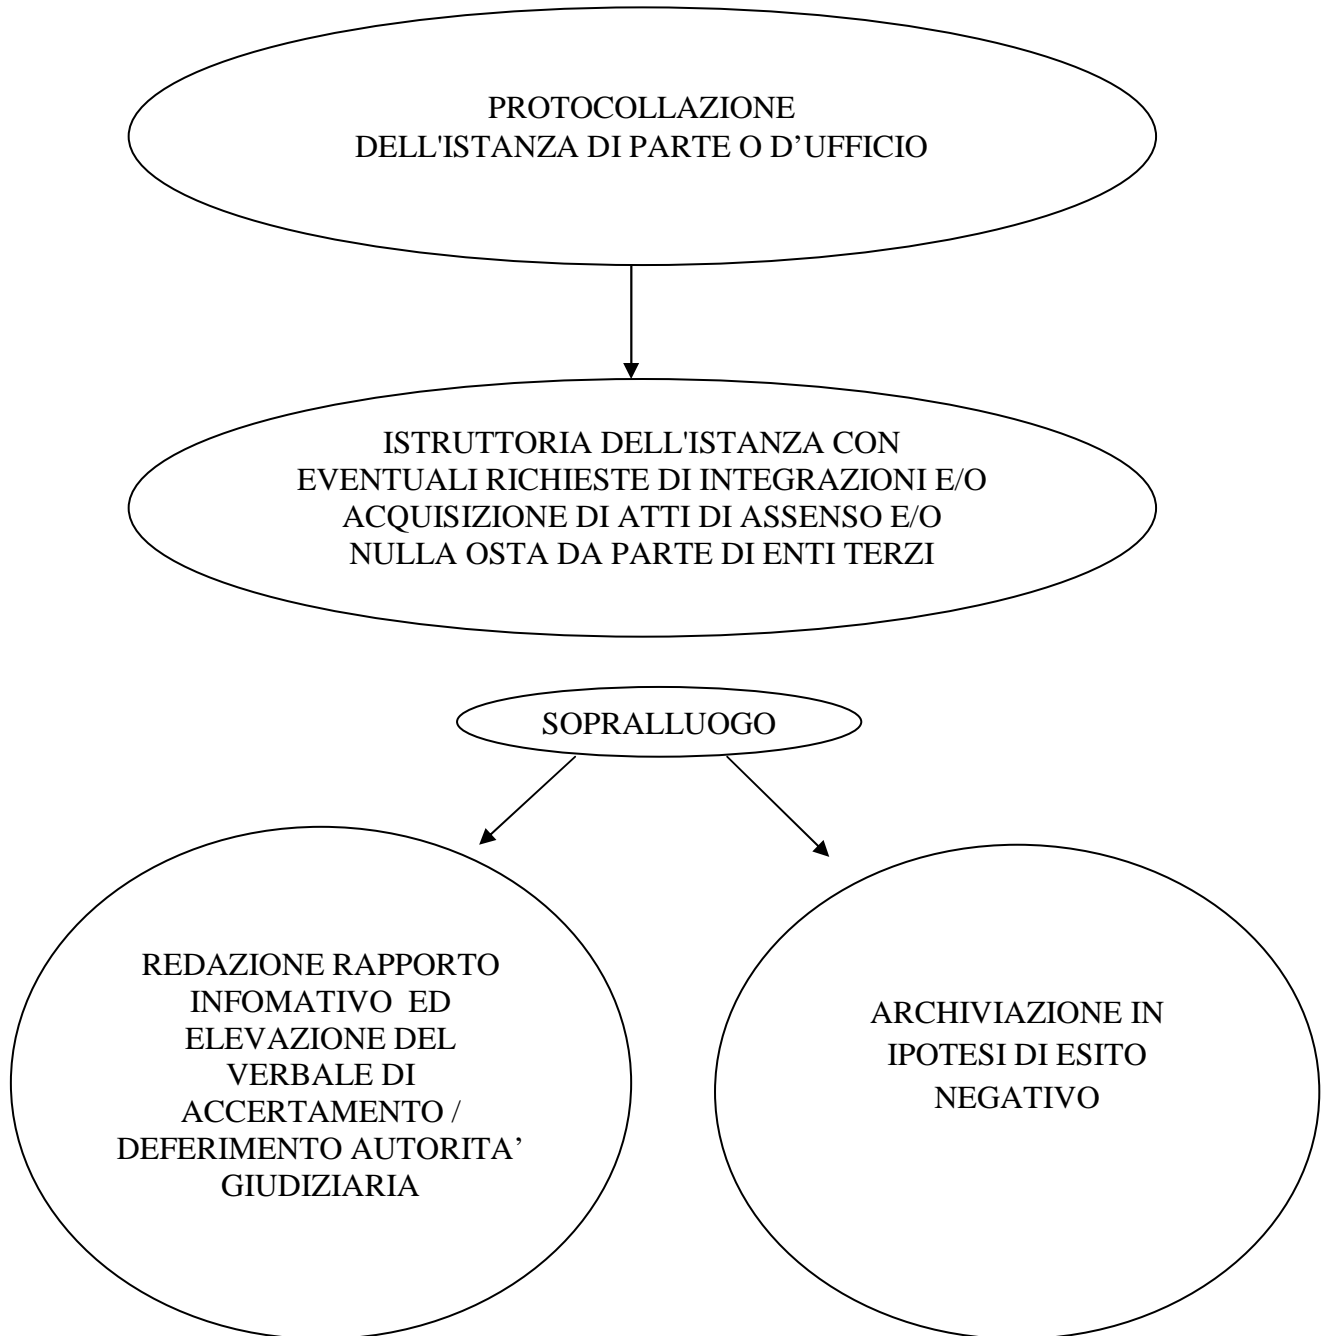 PROTOCOLLAZIONE
DELL'ISTANZA DI PARTE O D’UFFICIO
ISTRUTTORIA DELL'ISTANZA CON
EVENTUALI RICHIESTE DI INTEGRAZIONI E/O
ACQUISIZIONE DI ATTI DI ASSENSO E/O
NULLA OSTA DA PARTE DI ENTI TERZI
SOPRALLUOGO
REDAZIONE RAPPORTO
INFOMATIVO ED
ELEVAZIONE DEL
VERBALE DI
ACCERTAMENTO /
DEFERIMENTO AUTORITA’
GIUDIZIARIA
ARCHIVIAZIONE IN
IPOTESI DI ESITO
NEGATIVO